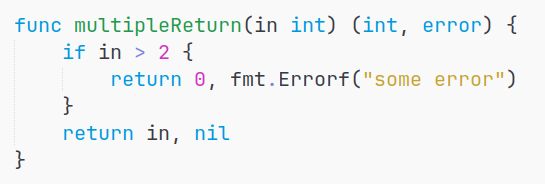 func multipleReturn(in int) (int, error) {
    if in > 2 {
        return 0, fmt.Errorf("some error")
    }
    return in, nil
}